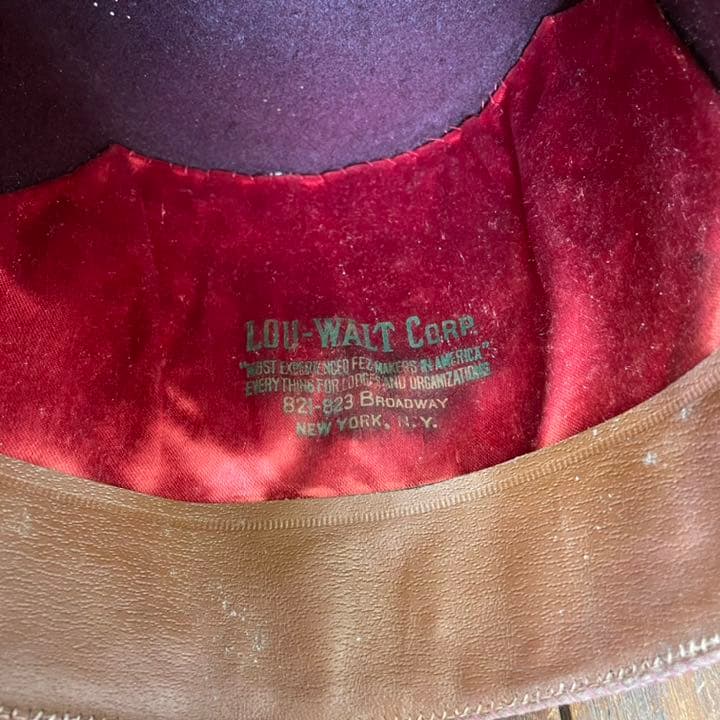 LOU-WALT CORP.
"MOST EXPERIENCED FEZ MAKERS IN AMERICA"
EVERYTHING FOR LODGES AND ORGANIZATIONS
821-823 BROADWAY
NEW YORK, N.Y.